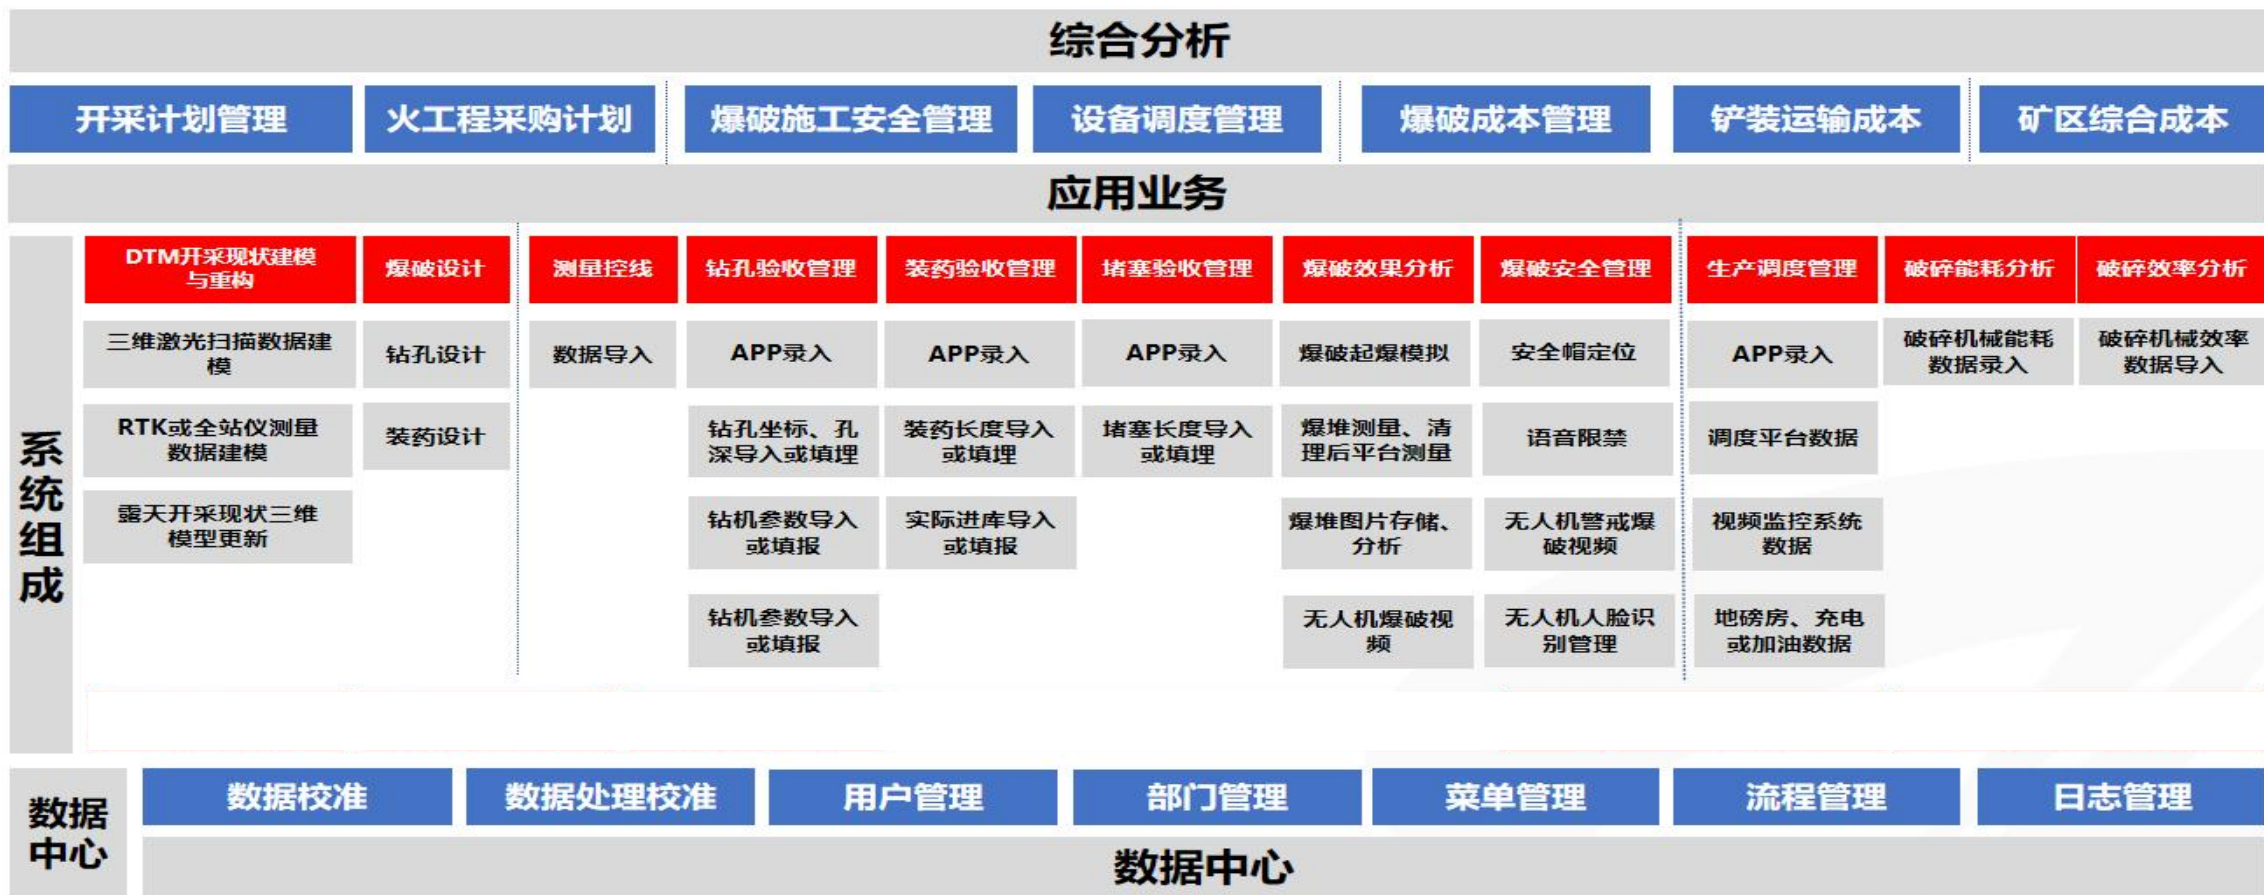 综合分析
开采计划管理 火工程采购计划 爆破施工安全管理 设备调度管理 爆破成本管理 铲装运输成本 矿区综合成本
应用业务
系统组成
DTM开采现状建模
与重构
爆破设计 测量控线 钻孔验收管理 装药验收管理 堵塞验收管理 爆破效果分析 爆破安全管理 生产调度管理 破碎能耗分析 破碎效率分析
三维激光扫描数据建
模
钻孔设计
数据导入
APP录入
APP录入
APP录入
爆破起爆模拟
安全帽定位
APP录入
破碎机械能耗
数据录入
破碎机械效率
数据导入
RTK或全站仪测量
数据建模
装药设计
钻孔坐标、孔
深导入或填埋
装药长度导入
或填埋
堵塞长度导入
或填埋
爆堆测量、清
理后平台测量
语音限禁
调度平台数据
露天开采现状三维
模型更新
钻机参数导入
或填报
实际进库导入
或填报
爆堆图片存储、
分析
无人机警戒爆
破视频
视频监控系统
数据
钻机参数导入
或填报
无人机爆破视
频
无人机人脸识
别管理
地磅房、充电
或加油数据
数据
中心
数据校准 数据处理校准 用户管理 部门管理 菜单管理 流程管理 日志管理
数据中心